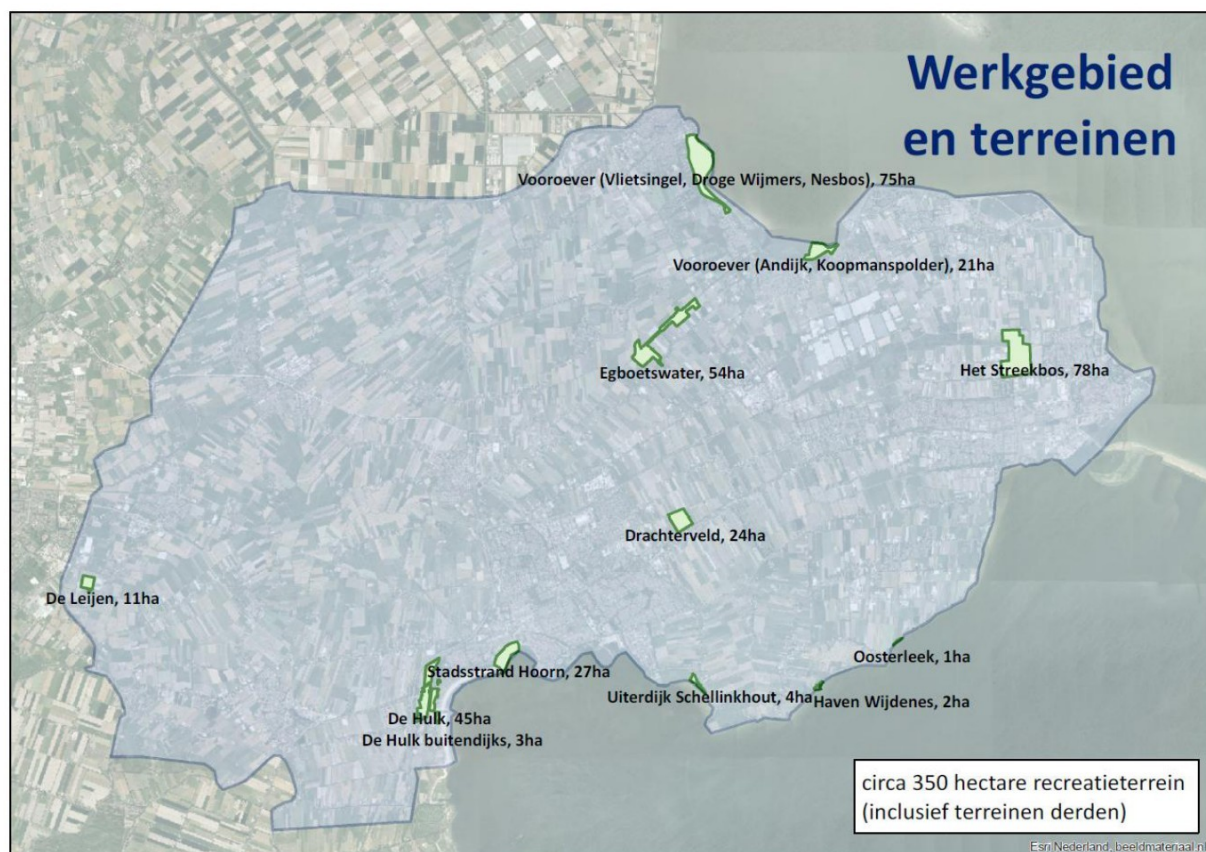 Werkgebied
en terreinen
Vooroever (Vlietsingel, Droge Wijmers, Nesbos), 75ha
Vooroever (Andijk, Koopmanspolder), 21ha
Egboetswater, 54ha
Het Streekbos, 78ha
Drachterveld, 24ha
De Leijen, 11ha
Oosterleek, 1ha
Stadsstrand Hoorn, 27ha
Uiterdijk Schellinkhout, 4ha
Haven Wijdenes, 2ha
De Hulk, 45ha
De Hulk buitendijks, 3ha
circa 350 hectare recreatieterrein
(inclusief terreinen derden)
Esri Nederland, beeldmateriaal.nl